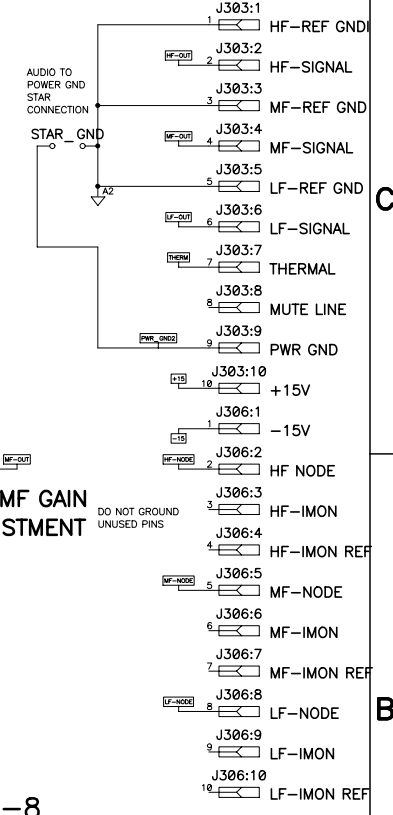 J303:1
1 HF-REF GND
HF-OUT
J303:2
2 HF-SIGNAL
AUDIO TO
POWER GND
STAR
CONNECTION
J303:3
3 MF-REF GND
STAR_GND
MF-OUT
J303:4
4 MF-SIGNAL
A2
J303:5
5 LF-REF GND
C
LF-OUT
J303:6
6 LF-SIGNAL
THERM
J303:7
7 THERMAL
J303:8
8 MUTE LINE
PWR_GND2
J303:9
9 PWR GND
+15
J303:10
10 +15V
-15
J306:1
1 -15V
MF-OUT
HF-NODE
J306:2
2 HF NODE
MF GAIN
STMENT
DO NOT GROUND
UNUSED PINS
J306:3
3 HF-IMON
J306:4
4 HF-IMON REF
MF-NODE
J306:5
5 MF-NODE
J306:6
6 MF-IMON
J306:7
7 MF-IMON REF
LF-NODE
J306:8
8 LF-NODE
B
J306:9
9 LF-IMON
J306:10
10 LF-IMON REF
-8